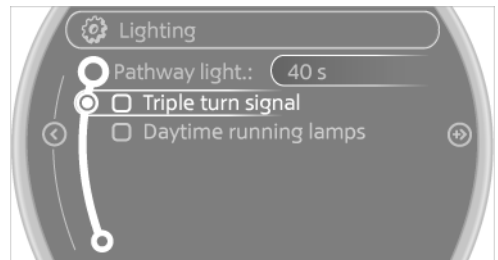 Lighting
Pathway light.: 40 s
Triple turn signal
Daytime running lamps